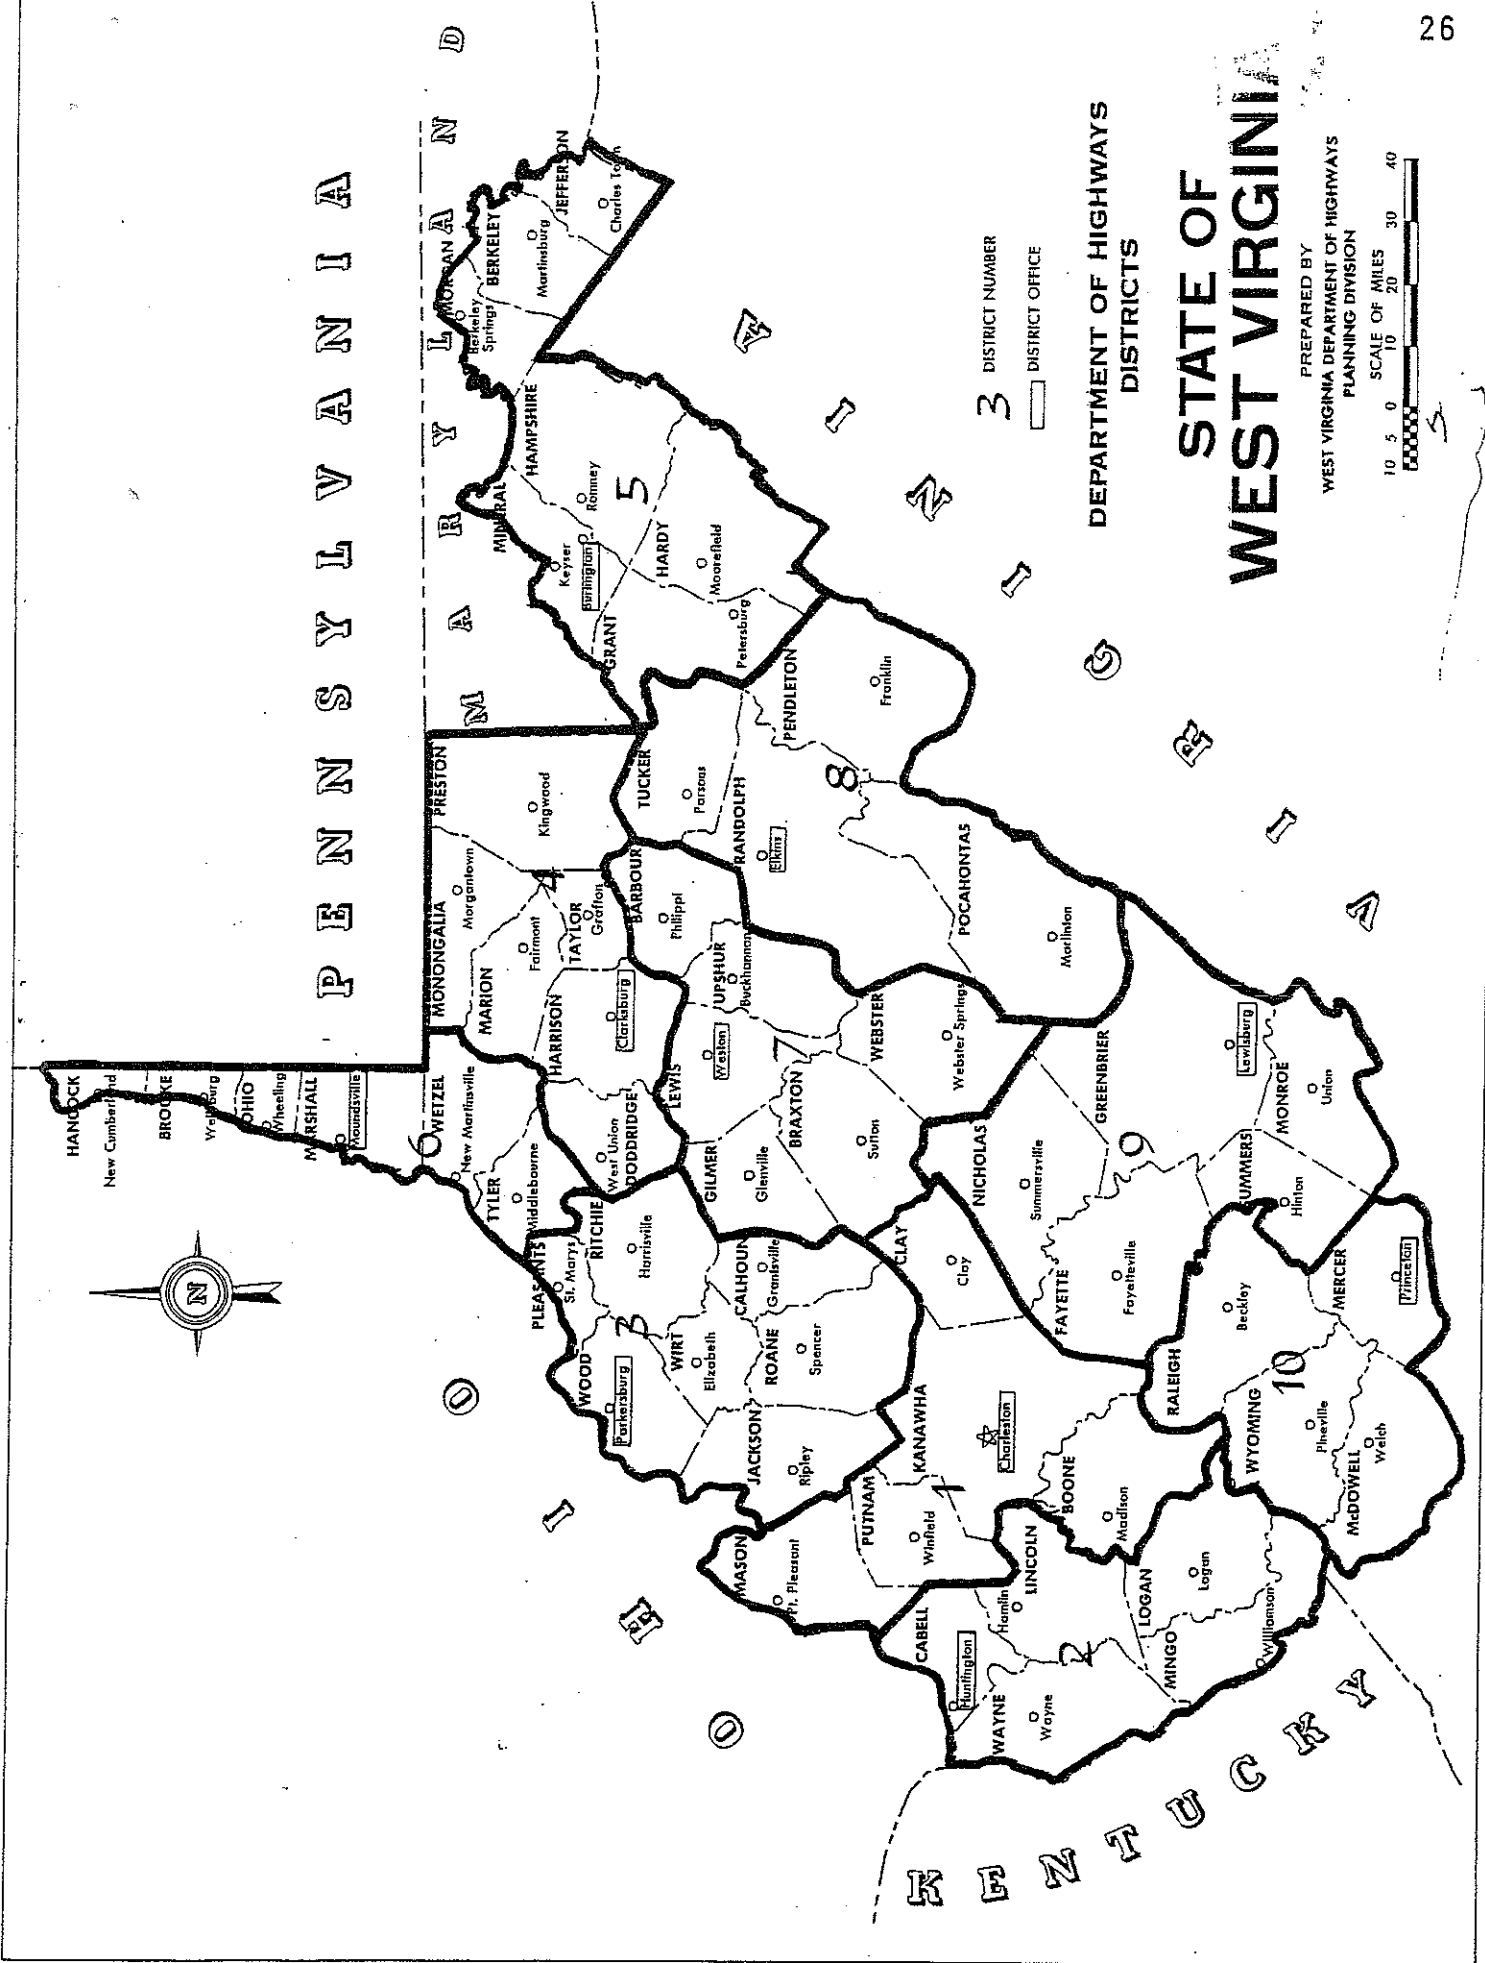 26
PENNSYLVANIA
MARYLAND
OHIO
KENTUCKY
VIRGINIA
N
HANCOCK
New Cumberland
BROOKE
Wellsburg
OHIO
Wheeling
MARSHALL
Moundsville
6
WETZEL
New Martinsville
TYLER
Middlebourne
PLEASANTS
St. Marys
RITCHIE
Harrisville
WOOD
Parkersburg
3
WIRT
Elizabeth
CALHOUN
Grantsville
ROANE
Spencer
JACKSON
Ripley
MONONGALIA
Morgantown
PRESTON
Kingwood
MARION
Fairmont
4
TAYLOR
Grafton
HARRISON
Clarksburg
DODDRIDGE
West Union
BARBOUR
Philippi
UPSHUR
Buckhannon
LEWIS
Weston
7
GILMER
Glenville
BRAXTON
Sutton
WEBSTER
Webster Springs
TUCKER
Parsons
RANDOLPH
Elkins
8
PENDLETON
Franklin
POCAHONTAS
Marlinton
MORGAN
Berkeley
Springs
BERKELEY
Martinsburg
JEFFERSON
Charles Town
HAMPSHIRE
Romney
5
MINERAL
Keyser
Burlington
HARDY
Moorefield
GRANT
Petersburg
MASON
Pt. Pleasant
PUTNAM
Winfield
1
KANAWHA
Charleston
CLAY
Clay
BOONE
Madison
CABELL
Huntington
LINCOLN
Hamlin
WAYNE
Wayne
2
LOGAN
Logan
MINGO
Williamson
NICHOLAS
Summersville
FAYETTE
Fayetteville
9
GREENBRIER
Lewisburg
SUMMERS
Hinton
MONROE
Union
RALEIGH
Beckley
WYOMING
Pineville
10
MERCER
Princeton
McDOWELL
Welch
3 DISTRICT NUMBER
DISTRICT OFFICE
DEPARTMENT OF HIGHWAYS
DISTRICTS
STATE OF
WEST VIRGINIA
PREPARED BY
WEST VIRGINIA DEPARTMENT OF HIGHWAYS
PLANNING DIVISION
SCALE OF MILES
10 5 0 10 20 30 40